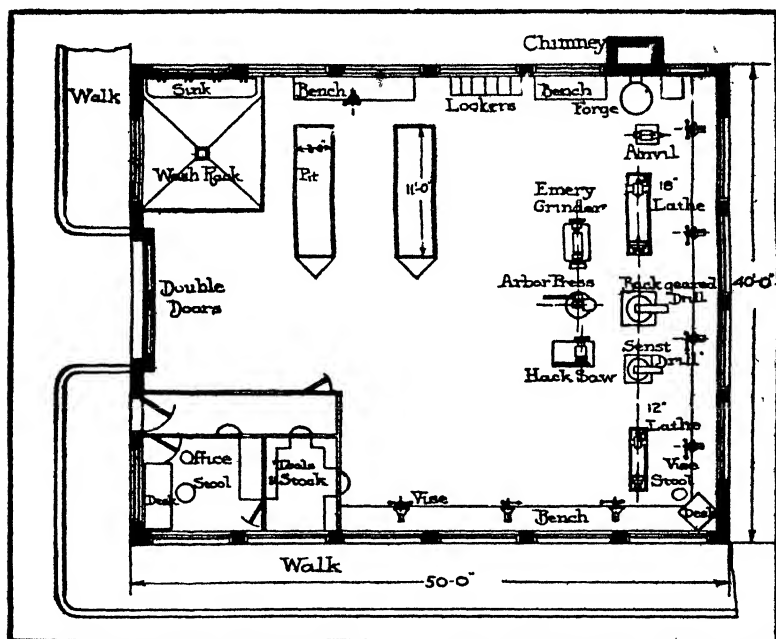 Chimney
Walk
Sink
Bench
Lockers
Bench
Forge
Anvil
Wash Rack
3'-0"
Pit
11'-0"
18"
Lathe
Emery
Grinder
40'-0"
Double
Doors
Arbor Press
Back geared
Drill
Senst
Drill
Hack Saw
12"
Lathe
Office
Stool
Desk
Tools
&
Stock
Vise
Stool
Vise
Bench
Desk
Walk
50'-0"